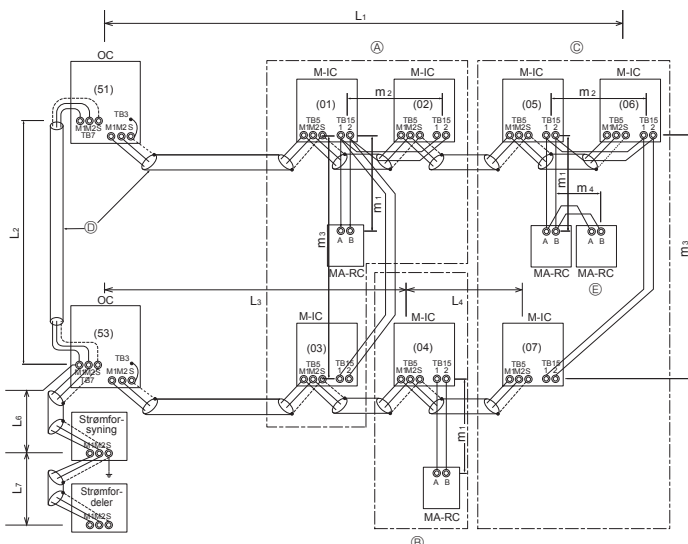 L1
OC
Ⓐ
Ⓒ
M-IC M-IC M-IC M-IC
(51)
(01) (02) (05) (06)
m2 m2
TB3
TB5 TB15 TB5 TB15 TB5 TB15 TB5 TB15
M1M2S M1M2S M1M2S 1 2 M1M2S 1 2 M1M2S 1 2 M1M2S 1 2
TB7
m1 m1
m4
L2
Ⓓ
m3 m1 m3
A B A B A B
MA-RC MA-RC MA-RC
Ⓔ
L3 L4
OC
M-IC M-IC M-IC
(53)
(03) (04) (07)
TB3
TB5 TB15 TB5 TB15 TB5 TB15
M1M2S M1M2S M1M2S 1 2 M1M2S 1 2 M1M2S 1 2
TB7
L6
Strømfor-
syning
M1M2S
m1
L7
Strømfor-
deler
M1M2S
A B
MA-RC
Ⓑ